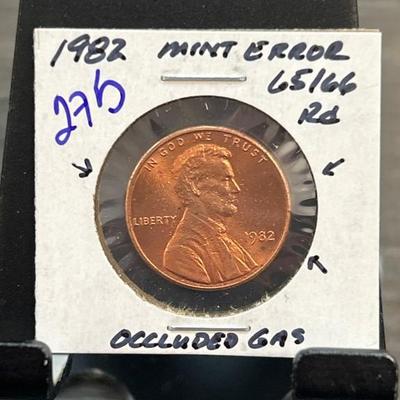 1982 MINT ERROR
27b
65/66
Rd
IN GOD WE TRUST
LIBERTY
1982
OCCLUDED GAS